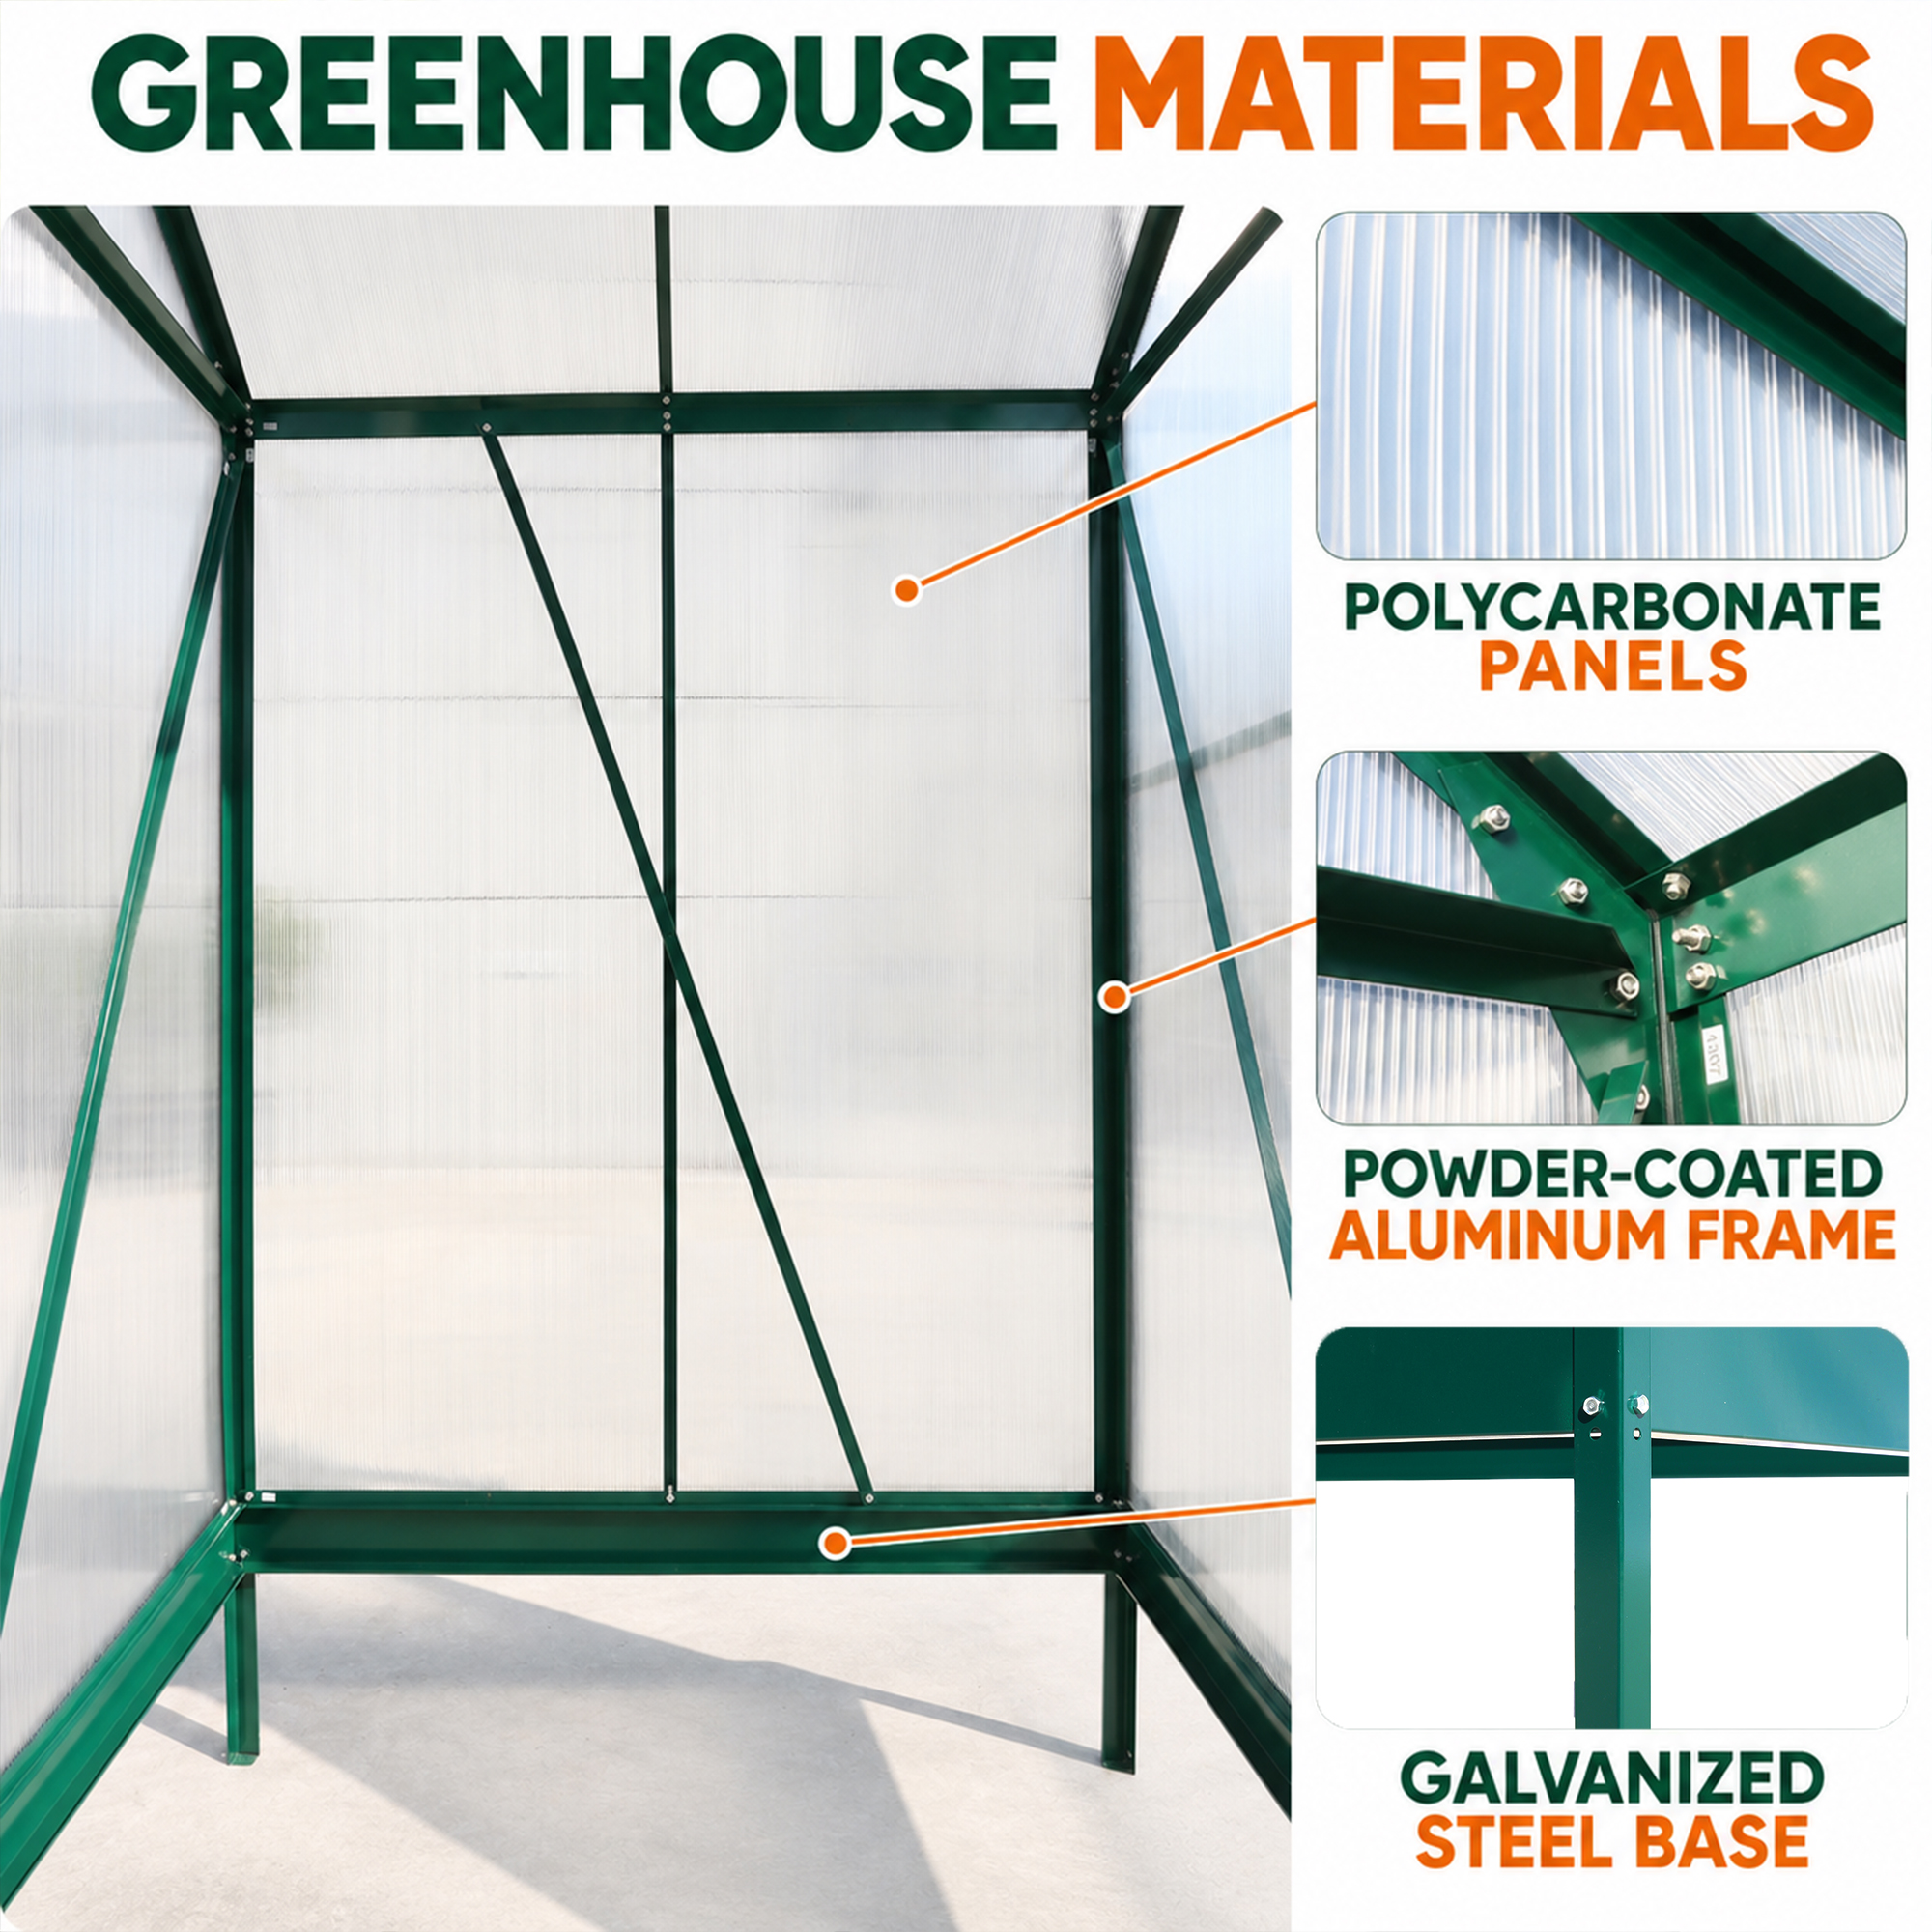 GREENHOUSE MATERIALS
POLYCARBONATE
PANELS
POWDER-COATED
ALUMINUM FRAME
GALVANIZED
STEEL BASE